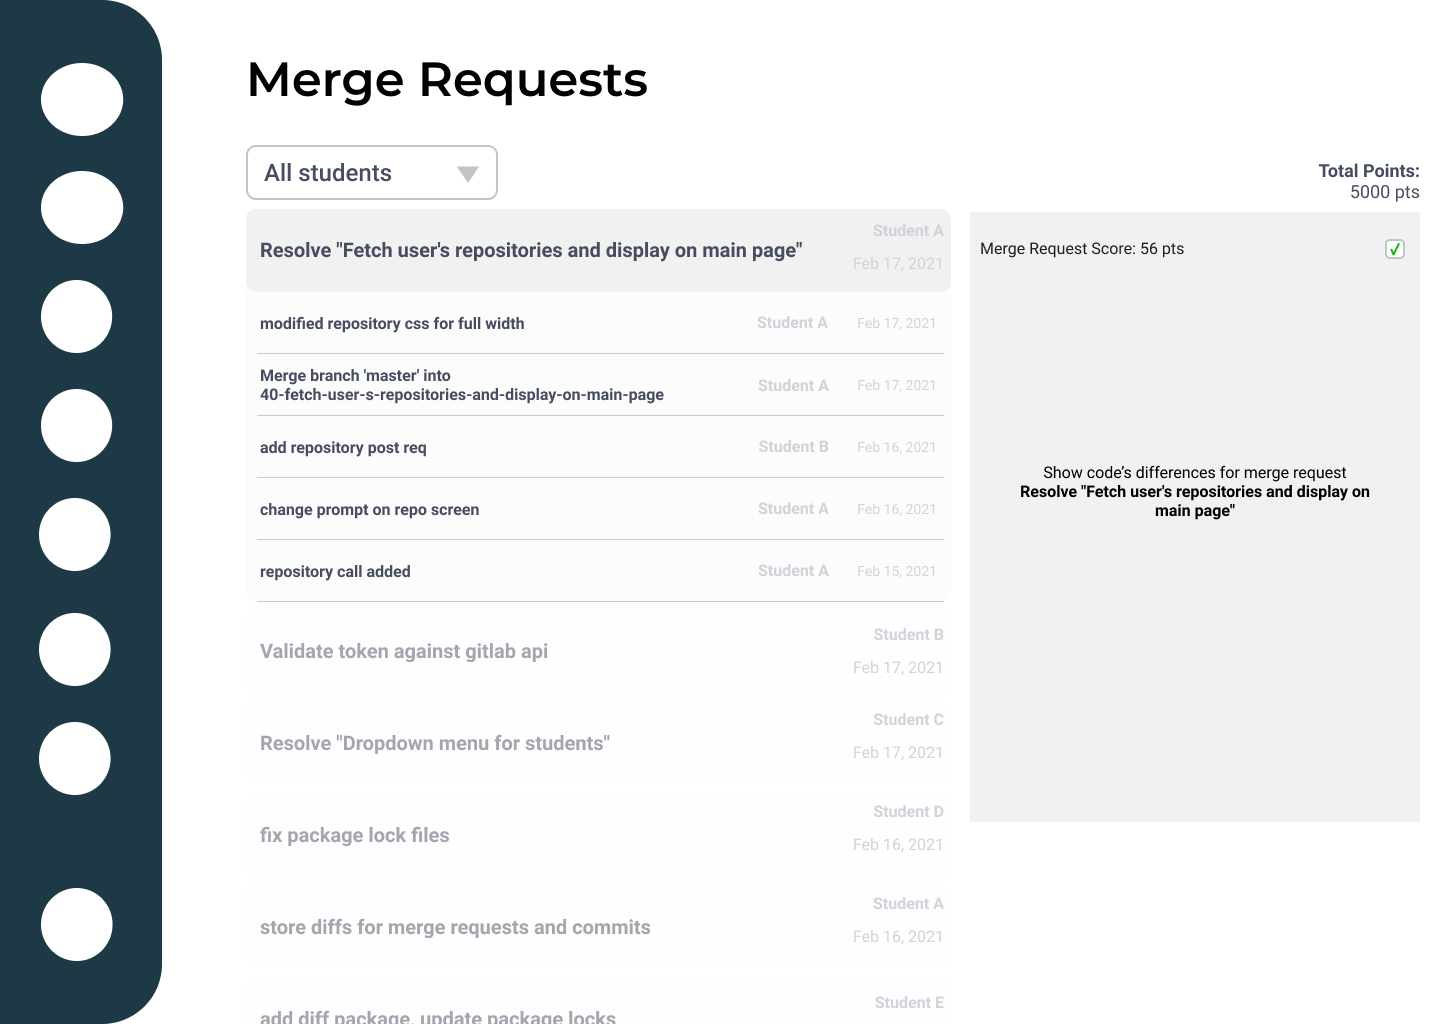 Merge Requests
All students
Total Points:
5000 pts
Resolve "Fetch user's repositories and display on main page"
Student A
Feb 17, 2021
modified repository css for full width
Student A
Feb 17, 2021
Merge branch 'master' into
40-fetch-user-s-repositories-and-display-on-main-page
Student A
Feb 17, 2021
add repository post req
Student B
Feb 16, 2021
change prompt on repo screen
Student A
Feb 16, 2021
repository call added
Student A
Feb 15, 2021
Validate token against gitlab api
Student B
Feb 17, 2021
Resolve "Dropdown menu for students"
Student C
Feb 17, 2021
fix package lock files
Student D
Feb 16, 2021
store diffs for merge requests and commits
Student A
Feb 16, 2021
add diff package, update package locks
Student E
Merge Request Score: 56 pts
Show code’s differences for merge request
Resolve "Fetch user's repositories and display on
main page"